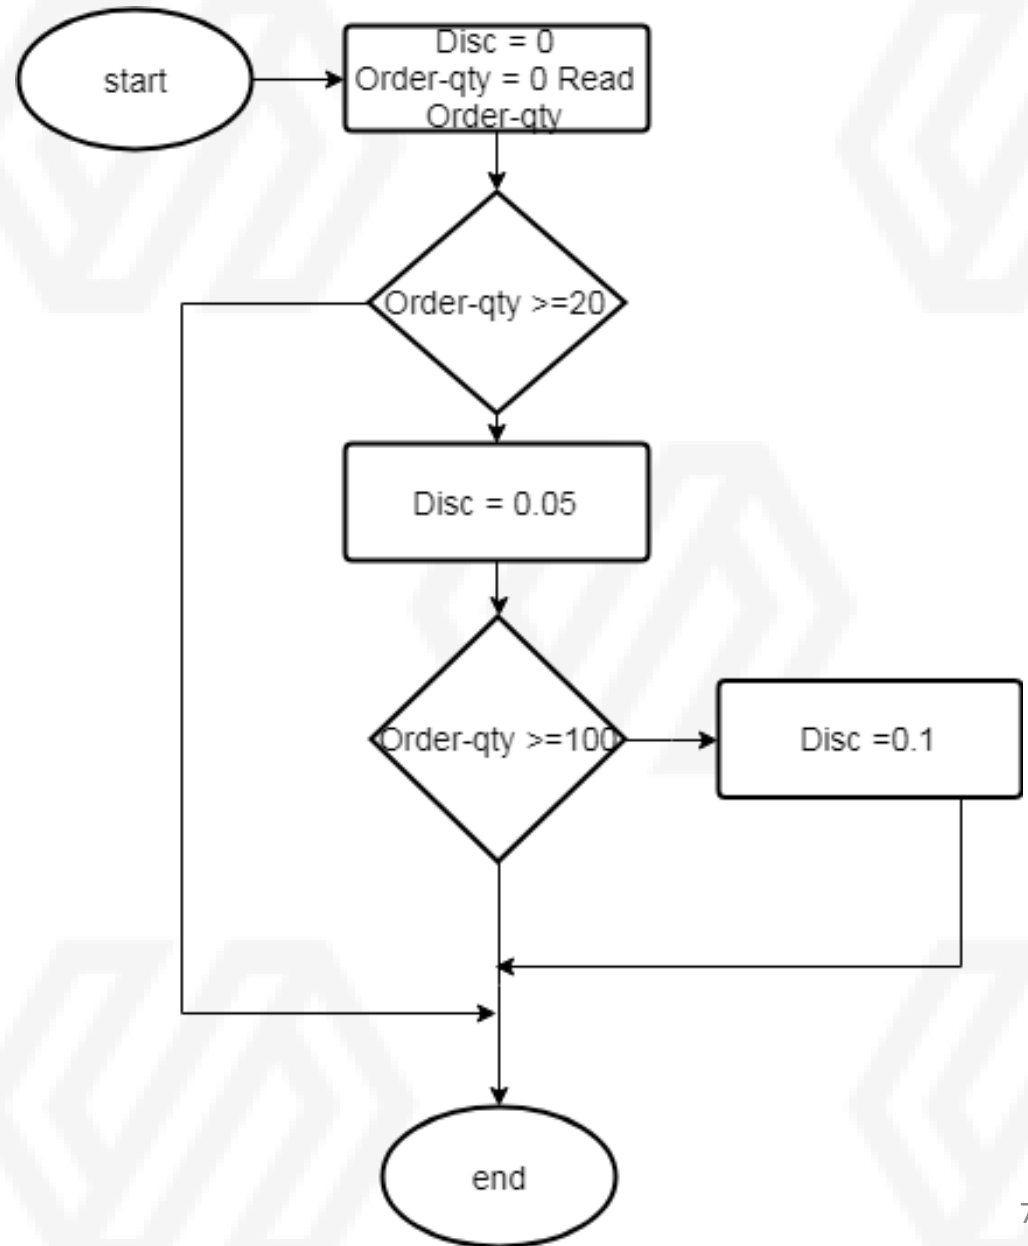 start
Disc = 0
Order-qty = 0 Read
Order-qty
Order-qty >=20
Disc = 0.05
Order-qty >=100
Disc =0.1
end
7